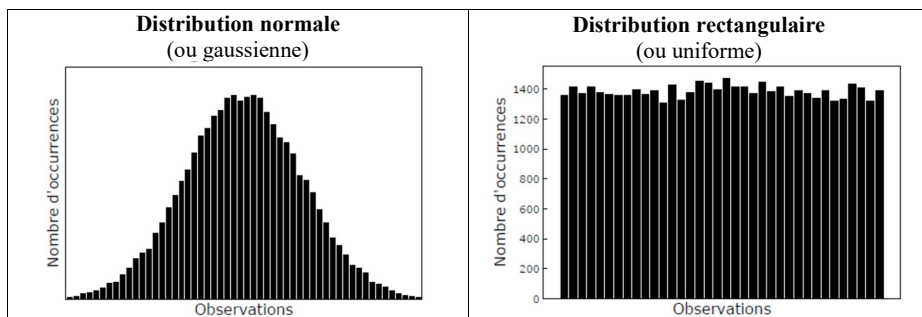 Distribution normale
(ou gaussienne)
Nombre d'occurrences
Observations
Distribution rectangulaire
(ou uniforme)
Nombre d'occurrences
1400
1200
1000
800
600
400
200
0
Observations